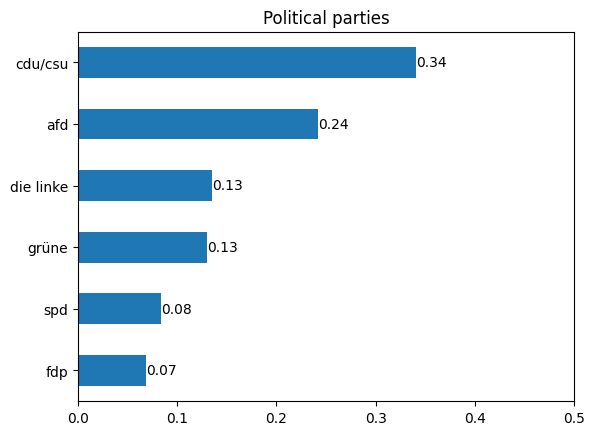 Political parties
cdu/csu 0.34
afd 0.24
die linke 0.13
grüne 0.13
spd 0.08
fdp 0.07
0.0 0.1 0.2 0.3 0.4 0.5